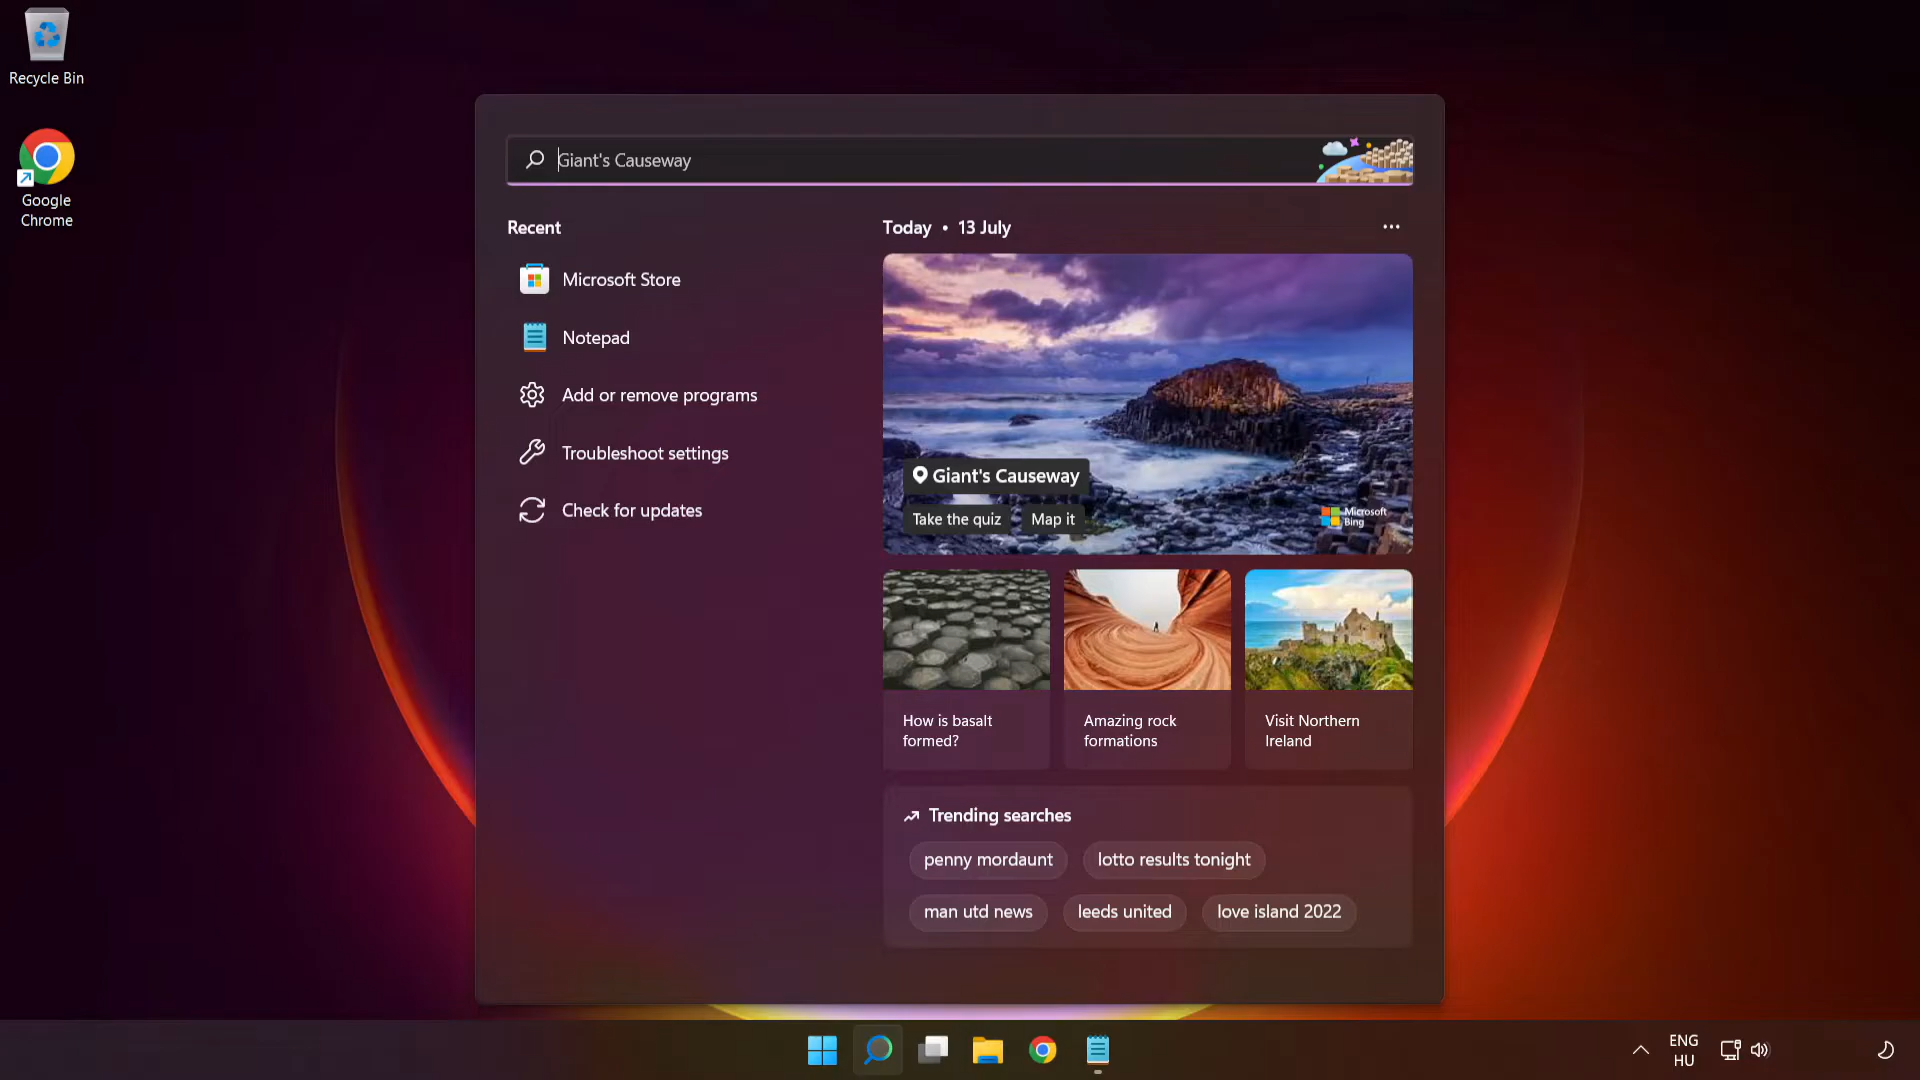 Recycle Bin
Google
Chrome
Giant's Causeway
Recent
Microsoft Store
Notepad
Add or remove programs
Troubleshoot settings
Check for updates
Today • 13 July
Giant's Causeway
Take the quiz
Map it
Microsoft
Bing
How is basalt
formed?
Amazing rock
formations
Visit Northern
Ireland
Trending searches
penny mordaunt
lotto results tonight
man utd news
leeds united
love island 2022
ENG
HU